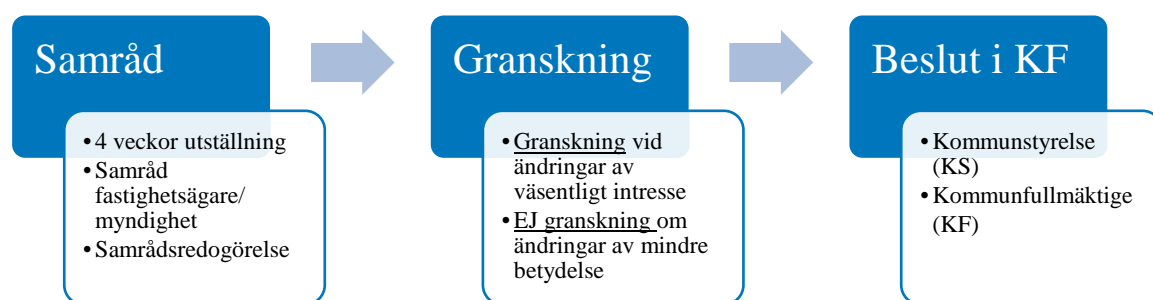 Samråd
• 4 veckor utställning
• Samråd
fastighetsägare/
myndighet
• Samrådsredogörelse
Granskning
• Granskning vid
ändringar av
väsentligt intresse
• EJ granskning om
ändringar av mindre
betydelse
Beslut i KF
• Kommunstyrelse
(KS)
• Kommunfullmäktige
(KF)